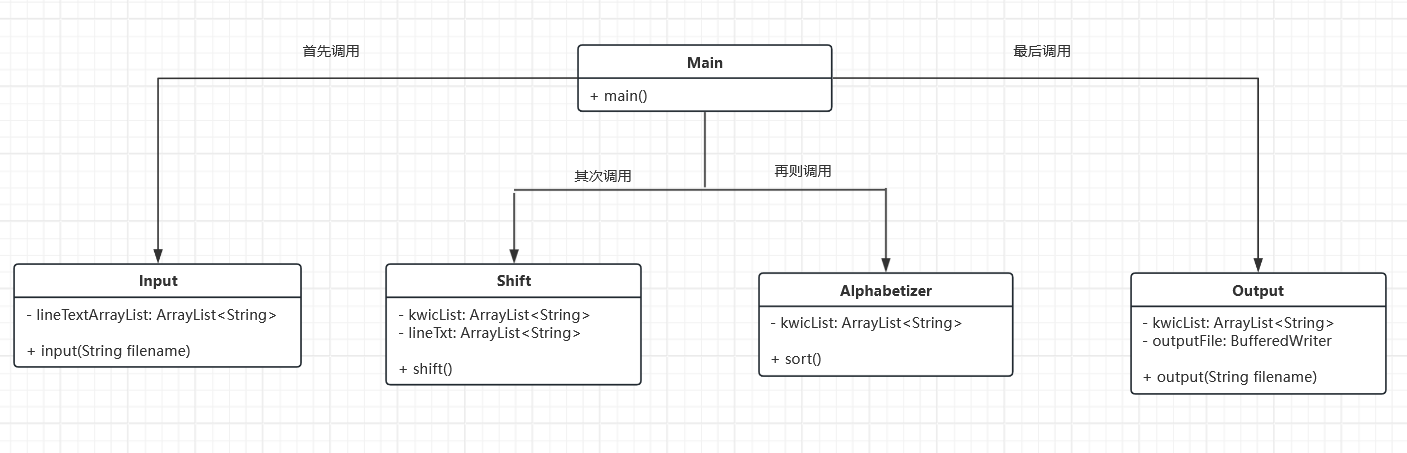 首先调用
最后调用
Main
+ main()
其次调用
再则调用
Input
- lineTextArrayList: ArrayList<String>
+ input(String filename)
Shift
- kwicList: ArrayList<String>
- lineTxt: ArrayList<String>
+ shift()
Alphabetizer
- kwicList: ArrayList<String>
+ sort()
Output
- kwicList: ArrayList<String>
- outputFile: BufferedWriter
+ output(String filename)